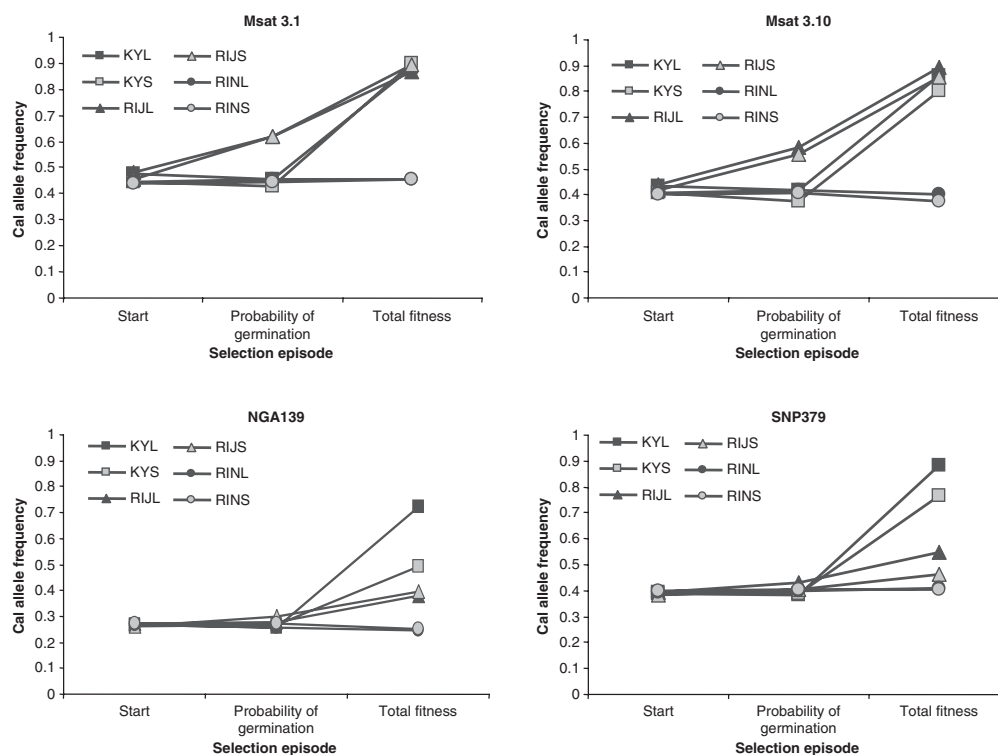 Msat 3.1
Cal allele frequency
1
0.9
0.8
0.7
0.6
0.5
0.4
0.3
0.2
0.1
0
KYL
RIJS
KYS
RINL
RIJL
RINS
Start
Probability of
germination
Total fitness
Selection episode
Msat 3.10
Cal allele frequency
1
0.9
0.8
0.7
0.6
0.5
0.4
0.3
0.2
0.1
0
KYL
RIJS
KYS
RINL
RIJL
RINS
Start
Probability of
germination
Total fitness
Selection episode
NGA139
Cal allele frequency
1
0.9
0.8
0.7
0.6
0.5
0.4
0.3
0.2
0.1
0
KYL
RIJS
KYS
RINL
RIJL
RINS
Start
Probability of
germination
Total fitness
Selection episode
SNP379
Cal allele frequency
1
0.9
0.8
0.7
0.6
0.5
0.4
0.3
0.2
0.1
0
KYL
RIJS
KYS
RINL
RIJL
RINS
Start
Probability of
germination
Total fitness
Selection episode